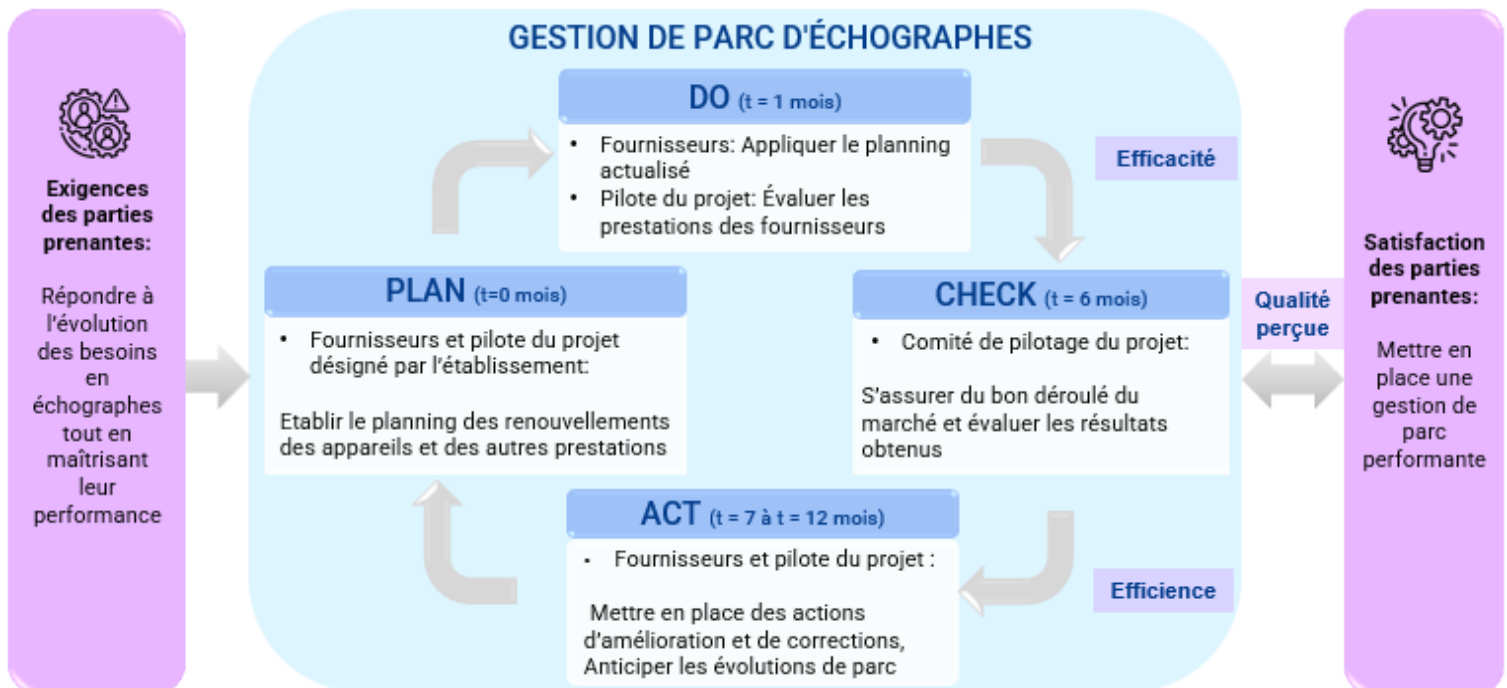 GESTION DE PARC D'ÉCHOGRAPHES
Exigences
des parties
prenantes:
Répondre à
l'évolution
des besoins
en
échographes
tout en
maîtrisant
leur
performance
PLAN (t=0 mois)
• Fournisseurs et pilote du projet
désigné par l'établissement:
Etablir le planning des renouvellements
des appareils et des autres prestations
DO (t = 1 mois)
• Fournisseurs: Appliquer le planning
actualisé
• Pilote du projet: Évaluer les
prestations des fournisseurs
Efficacité
CHECK (t = 6 mois)
• Comité de pilotage du projet:
S'assurer du bon déroulé du
marché et évaluer les résultats
obtenus
Efficience
ACT (t = 7 à t = 12 mois)
• Fournisseurs et pilote du projet :
Mettre en place des actions
d'amélioration et de corrections,
Anticiper les évolutions de parc
Qualité
perçue
Satisfaction
des parties
prenantes:
Mettre en
place une
gestion de
parc
performante